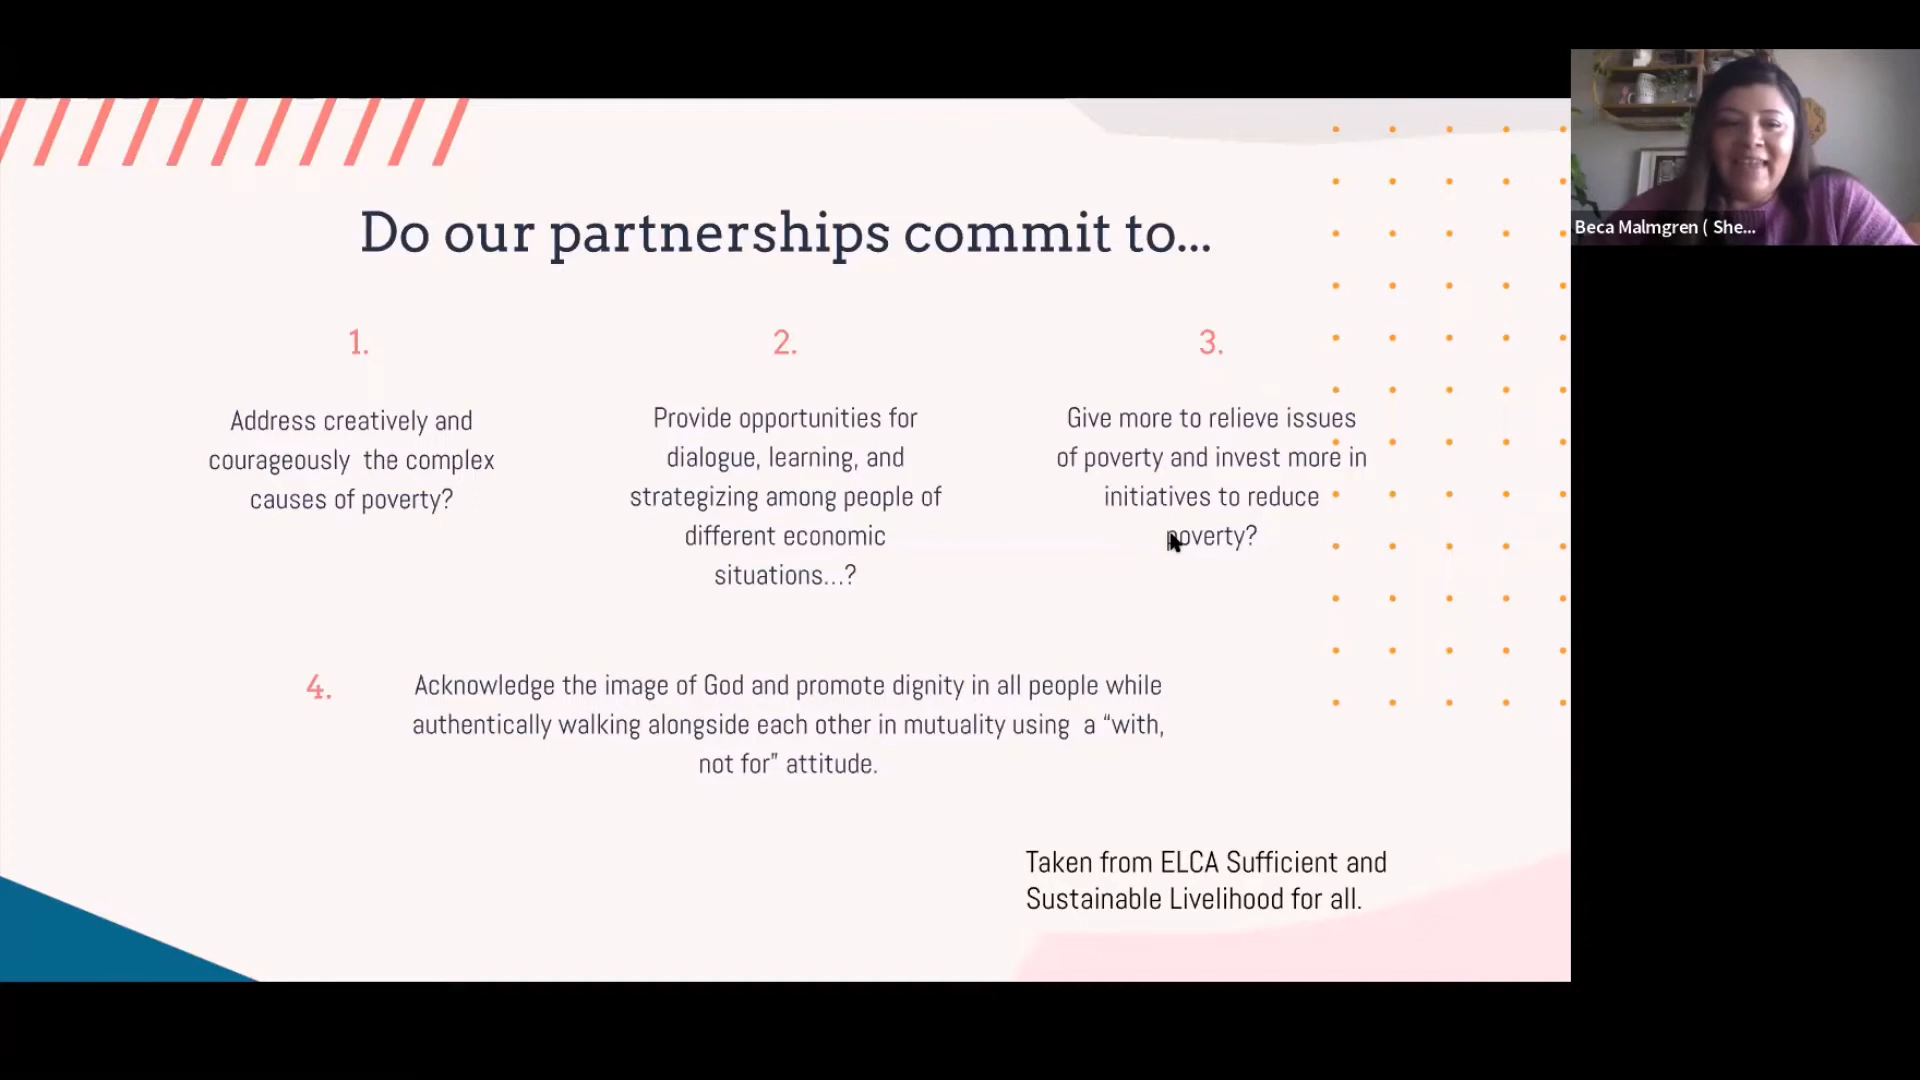 Do our partnerships commit to...
1.
Address creatively and
courageously  the complex
causes of poverty?
2.
Provide opportunities for
dialogue, learning, and
strategizing among people of
different economic
situations...?
3.
Give more to relieve issues
of poverty and invest more in
initiatives to reduce
poverty?
4.
Acknowledge the image of God and promote dignity in all people while
authentically walking alongside each other in mutuality using  a “with,
not for” attitude.
Taken from ELCA Sufficient and
Sustainable Livelihood for all.
Beca Malmgren ( She...